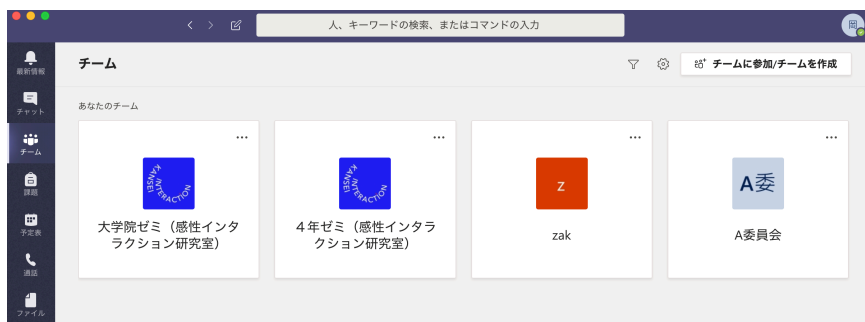 人、キーワードの検索、またはコマンドの入力
岡
最新情報
チーム
チームに参加/チームを作成
チャット
あなたのチーム
チーム
課題
予定表
通話
ファイル
KANSEI
INTERACTION
大学院ゼミ（感性インタ
ラクション研究室）
KANSEI
INTERACTION
４年ゼミ（感性インタラ
クション研究室）
z
zak
A委
A委員会